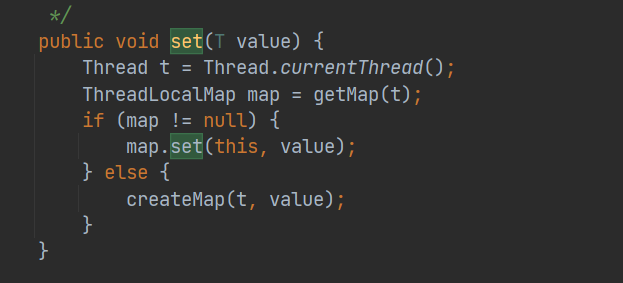 */
public void set(T value) {
Thread t = Thread.currentThread();
ThreadLocalMap map = getMap(t);
if (map != null) {
map.set(this, value);
} else {
createMap(t, value);
}
}